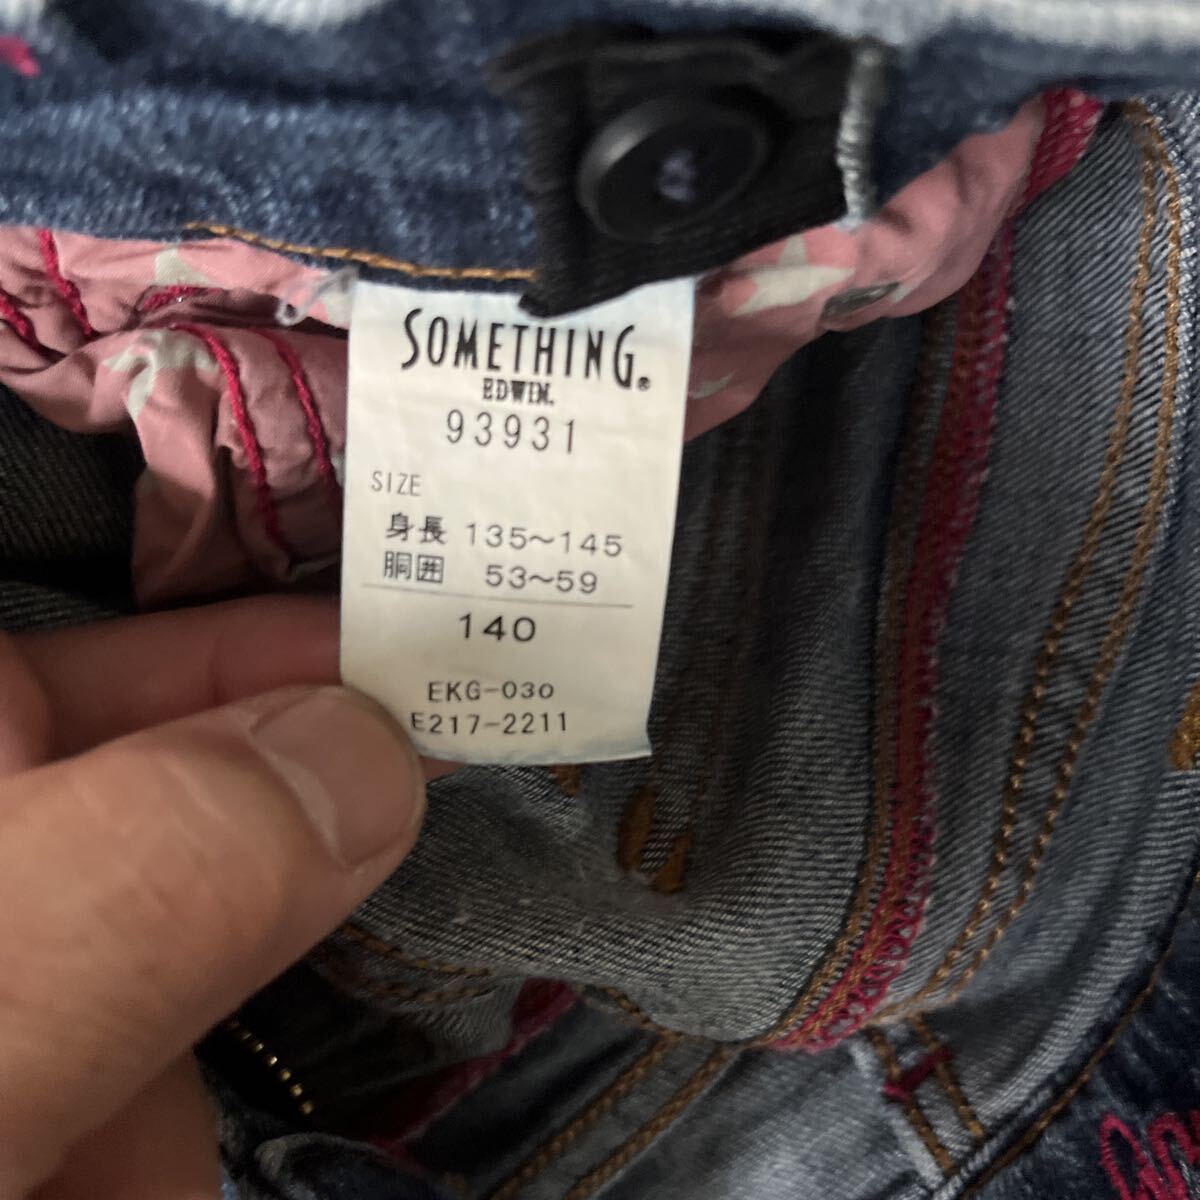 SOMETHING®
EDWIN.
93931
SIZE
身長 135〜145
胴囲 53〜59
140
EKG-030
E217-2211